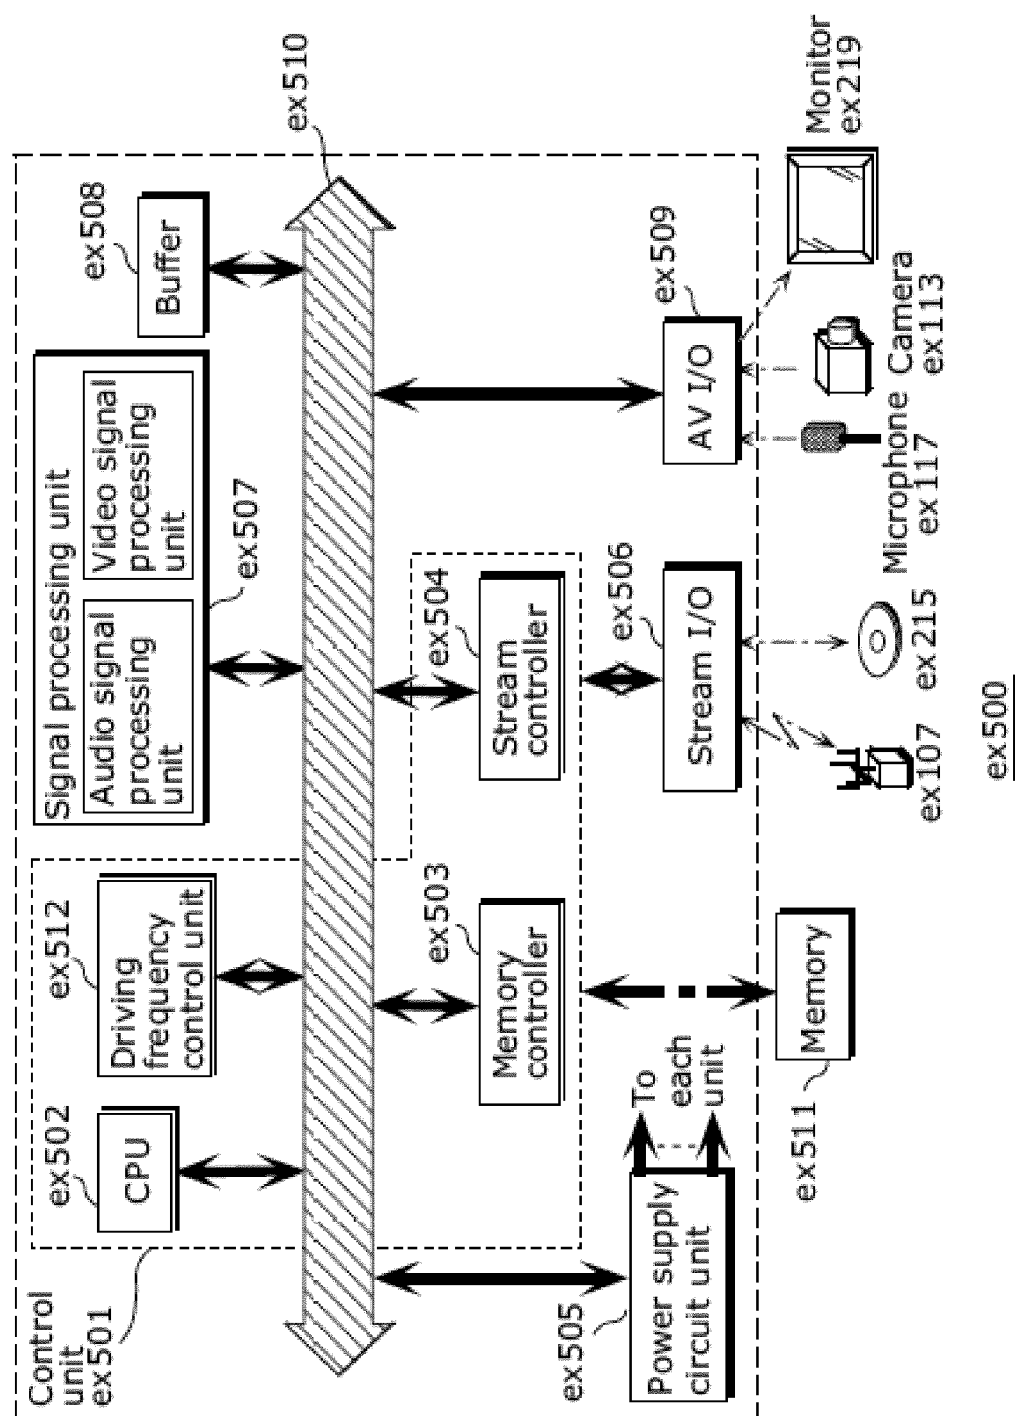 Control
unit
ex501
ex502
CPU
ex512
Driving
frequency
control unit
Signal processing unit
Audio signal
processing
unit
Video signal
processing
unit
ex507
ex508
Buffer
ex510
ex503
Memory
controller
ex504
Stream
controller
ex505
Power supply
circuit unit
To
each
unit
ex506
Stream I/O
ex509
AV I/O
ex511
Memory
ex107
ex215
Microphone
ex117
Camera
ex113
Monitor
ex219
ex500